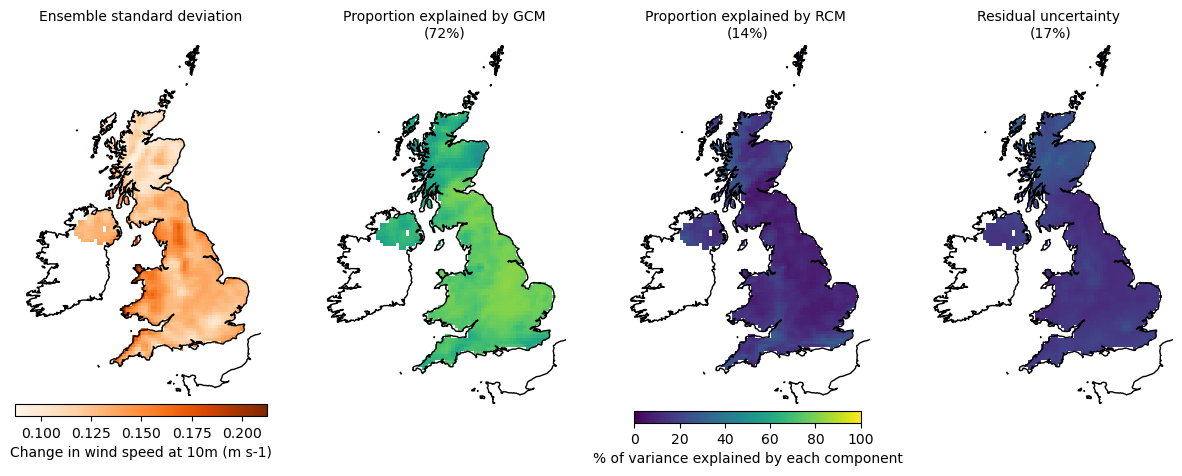 Ensemble standard deviation
Proportion explained by GCM
(72%)
Proportion explained by RCM
(14%)
Residual uncertainty
(17%)
0.100 0.125 0.150 0.175 0.200
Change in wind speed at 10m (m s-1)
0 20 40 60 80 100
% of variance explained by each component